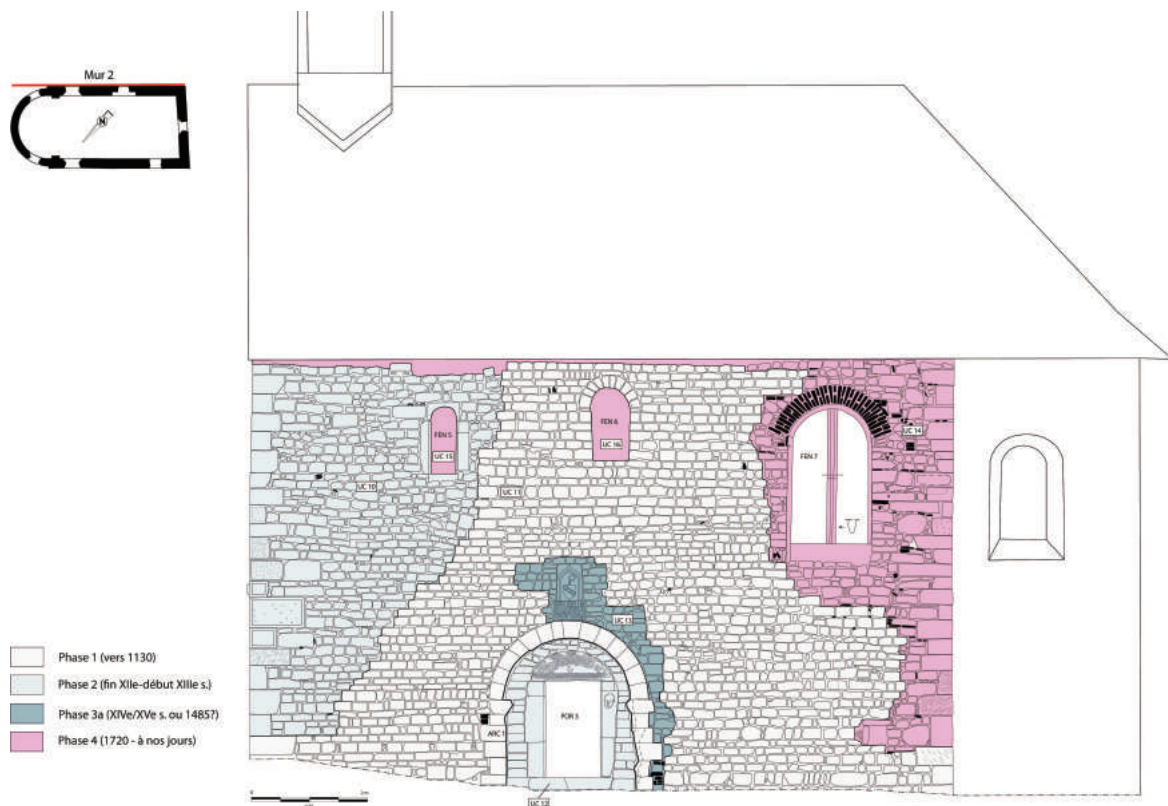 Mur 2
N
FEN 5
UC 15
FEN 6
UC 16
FEN 7
UC 14
UC 10
UC 11
UC 13
ARC 1
POR 3
UC 12
Phase 1 (vers 1130)
Phase 2 (fin XIIe-début XIIIe s.)
Phase 3a (XIVe/XVe s. ou 1485?)
Phase 4 (1720 - à nos jours)
0